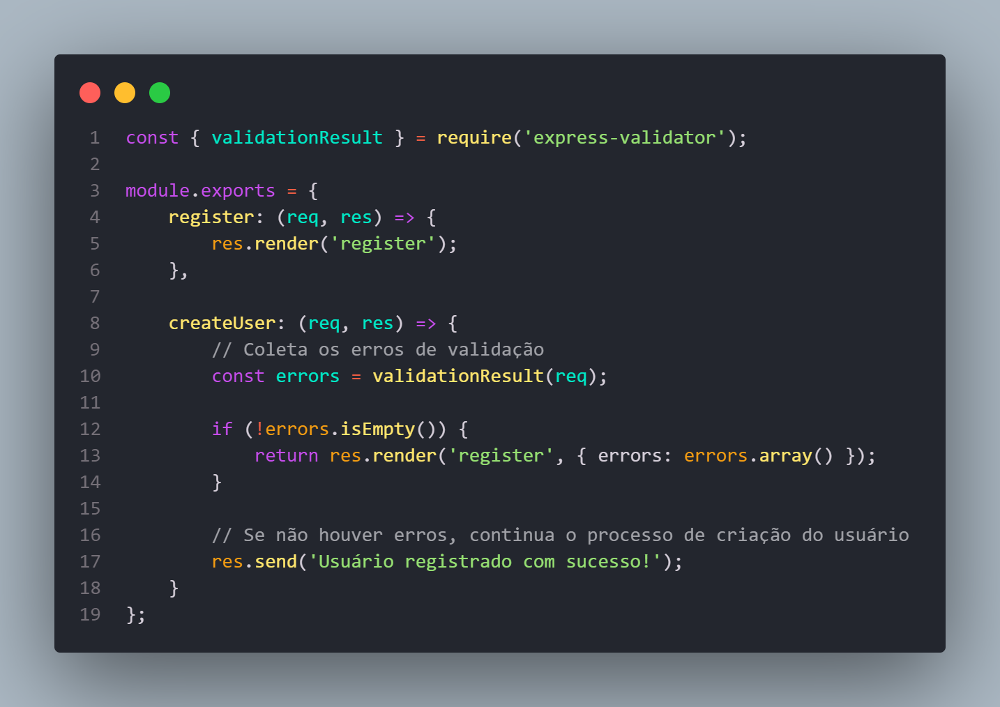 1 const { validationResult } = require('express-validator');
2
3 module.exports = {
4     register: (req, res) => {
5         res.render('register');
6     },
7
8     createUser: (req, res) => {
9         // Coleta os erros de validação
10         const errors = validationResult(req);
11
12         if (!errors.isEmpty()) {
13             return res.render('register', { errors: errors.array() });
14         }
15
16         // Se não houver erros, continua o processo de criação do usuário
17         res.send('Usuário registrado com sucesso!');
18     }
19 };